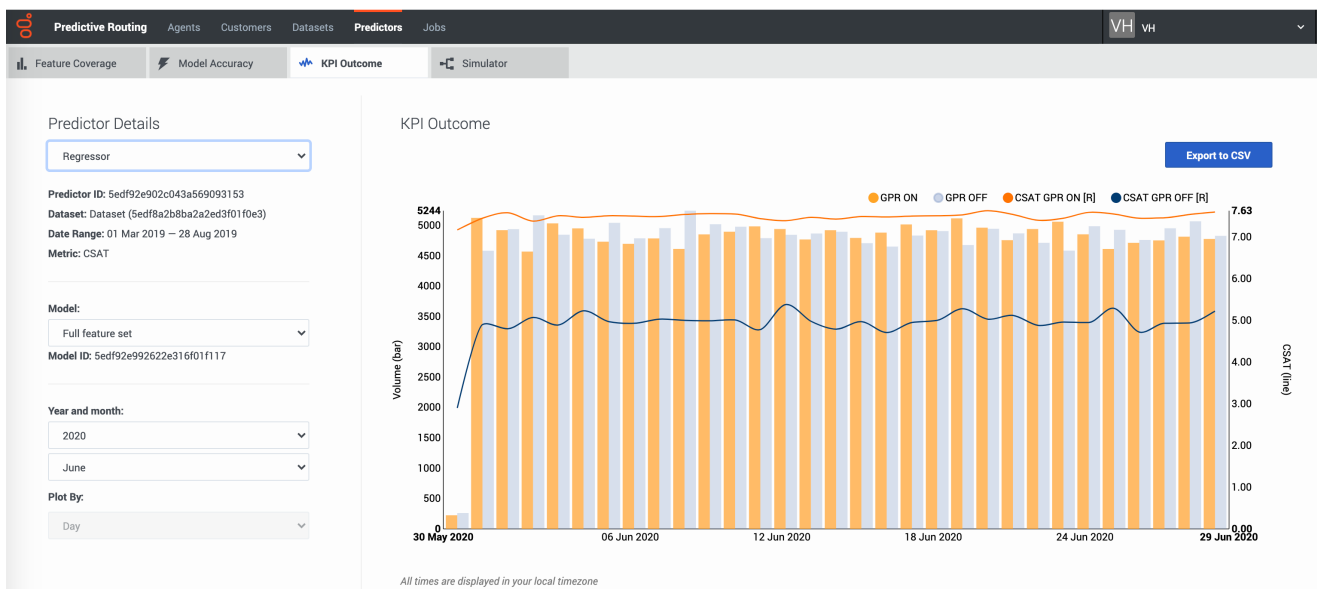 Predictive Routing Agents Customers Datasets Predictors Jobs VH VH
Feature Coverage Model Accuracy KPI Outcome Simulator
Predictor Details
Regressor
Predictor ID: 5edf92e902c043a569093153
Dataset: Dataset (5edf8a2b8ba2a2ed3f01f0e3)
Date Range: 01 Mar 2019 — 28 Aug 2019
Metric: CSAT
Model:
Full feature set
Model ID: 5edf92e992622e316f01f117
Year and month:
2020
June
Plot By:
Day
KPI Outcome
Export to CSV
GPR ON GPR OFF CSAT GPR ON [R] CSAT GPR OFF [R]
5244
5000
4500
4000
3500
3000
2500
2000
1500
1000
500
0
Volume (bar)
7.63
7.00
6.00
5.00
4.00
3.00
2.00
1.00
0.00
CSAT (line)
30 May 2020 06 Jun 2020 12 Jun 2020 18 Jun 2020 24 Jun 2020 29 Jun 2020
All times are displayed in your local timezone